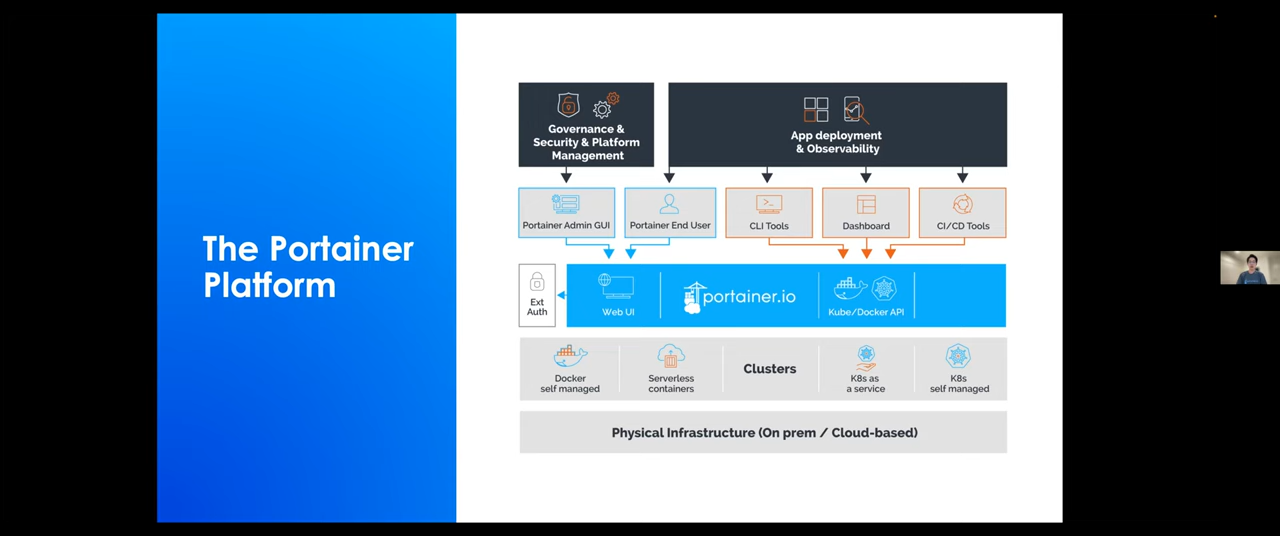 The Portainer
Platform
Governance &
Security & Platform
Management
App deployment
& Observability
Portainer Admin GUI
Portainer End User
CLI Tools
Dashboard
CI/CD Tools
Ext
Auth
Web UI
portainer.io
Kube/Docker API
Docker
self managed
Serverless
containers
Clusters
K8s as
a service
K8s
self managed
Physical Infrastructure (On prem / Cloud-based)